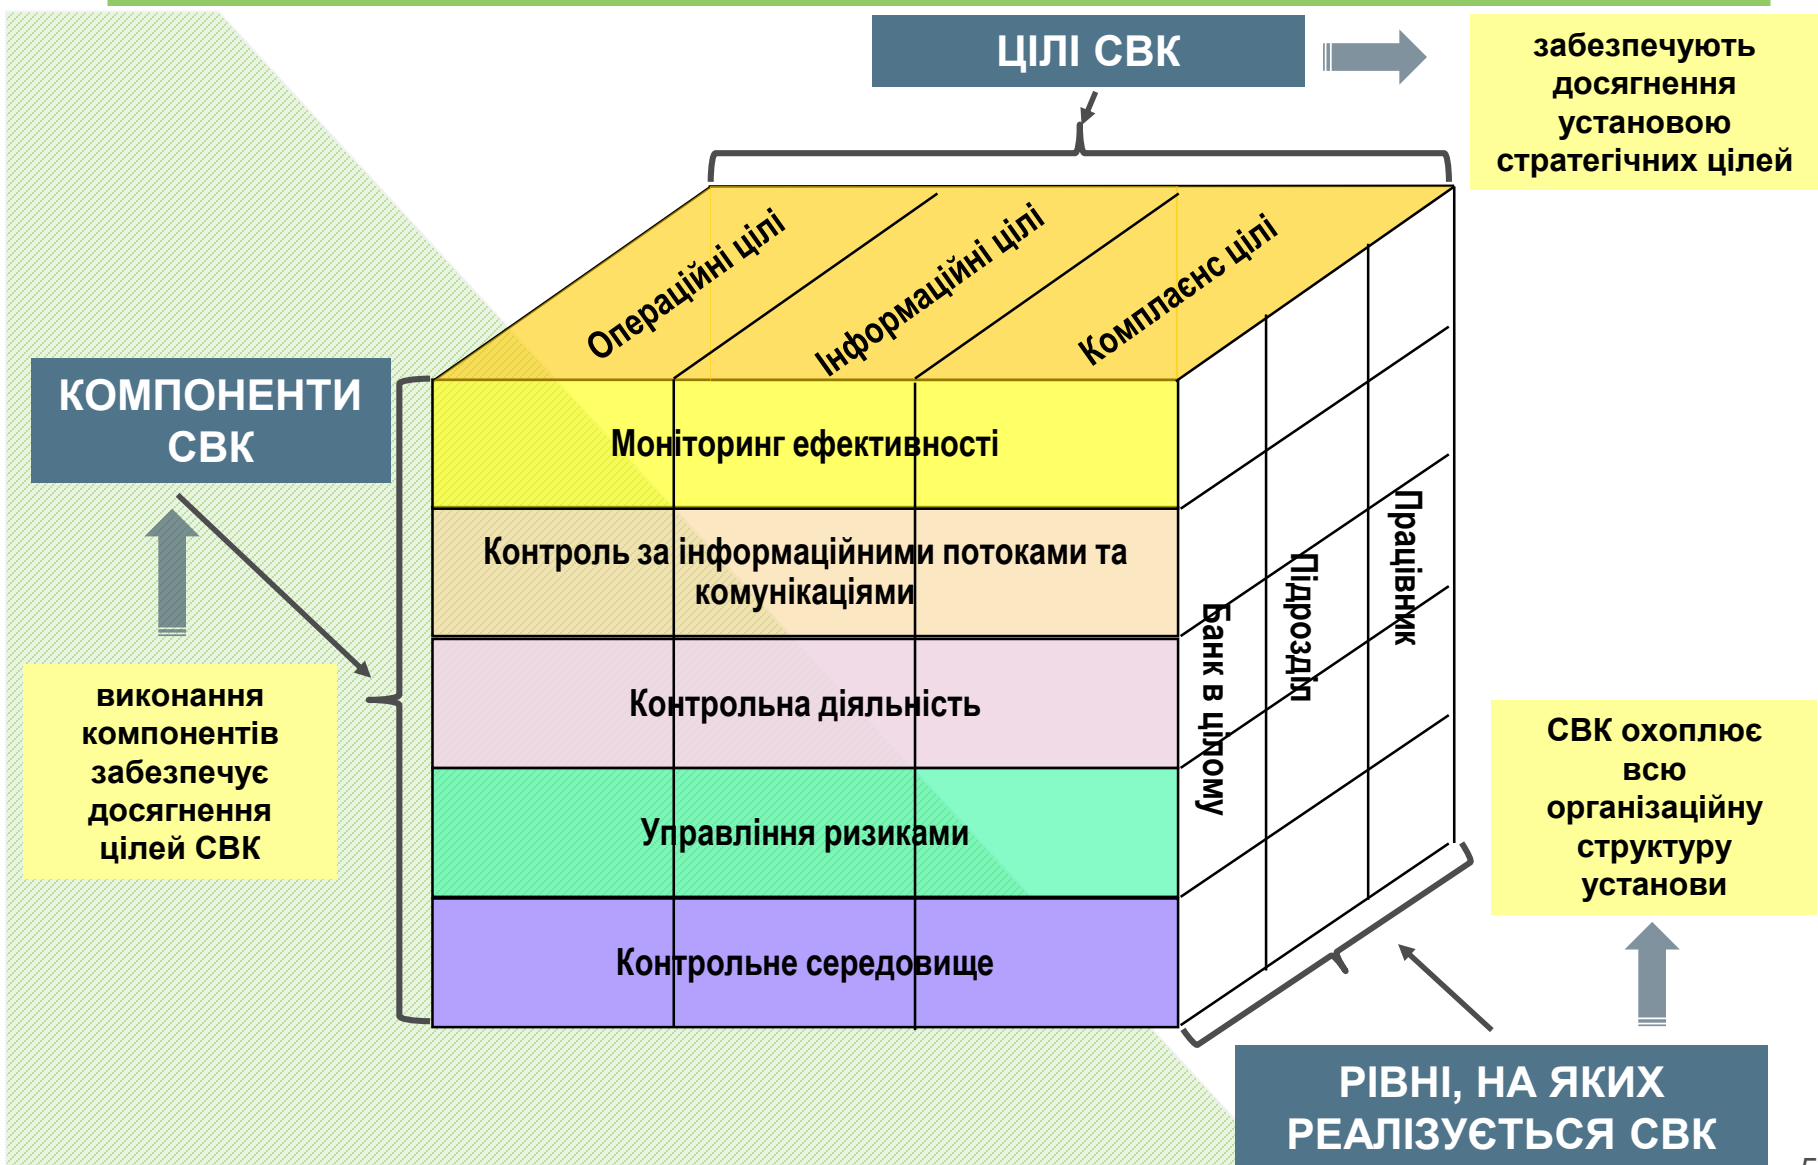 ЦІЛІ СВК
забезпечують
досягнення
установою
стратегічних цілей
Операційні цілі
Інформаційні цілі
Комплаєнс цілі
КОМПОНЕНТИ
СВК
Моніторинг ефективності
Контроль за інформаційними потоками та
комунікаціями
Контрольна діяльність
Управління ризиками
Контрольне середовище
Банк в цілому
Підрозділ
Працівник
виконання
компонентів
забезпечує
досягнення
цілей СВК
СВК охоплює
всю
організаційну
структуру
установи
РІВНІ, НА ЯКИХ
РЕАЛІЗУЄТЬСЯ СВК